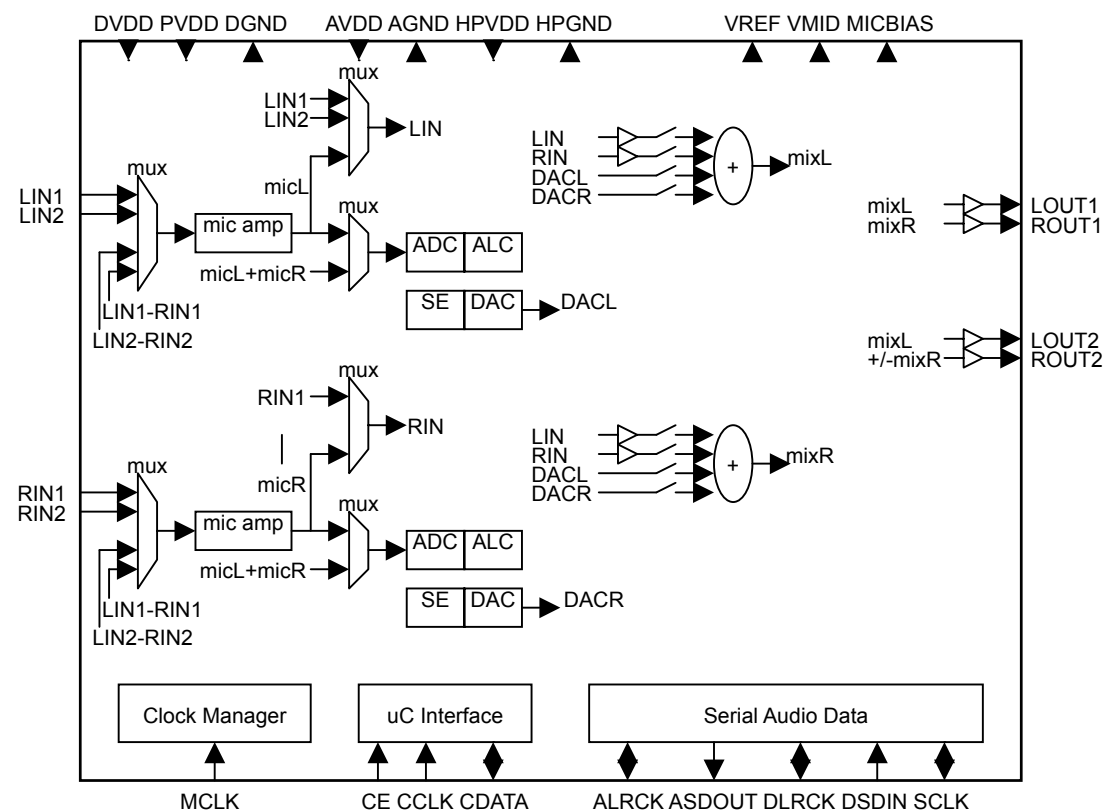 DVDD PVDD DGND AVDD AGND HPVDD HPGND VREF VMID MICBIAS
mux
LIN1
LIN2
LIN
micL
mux
LIN1
LIN2
mic amp
mux
ADC ALC
micL+micR
LIN1-RIN1
LIN2-RIN2
SE DAC
DACL
LIN
RIN
DACL
DACR
+
mixL
mixL
mixR
LOUT1
ROUT1
mixL
+/-mixR
LOUT2
ROUT2
mux
RIN1
RIN
micR
mux
RIN1
RIN2
mic amp
mux
ADC ALC
micL+micR
LIN1-RIN1
LIN2-RIN2
SE DAC
DACR
LIN
RIN
DACL
DACR
+
mixR
Clock Manager
uC Interface
Serial Audio Data
MCLK
CE CCLK CDATA
ALRCK ASDOUT DLRCK DSDIN SCLK